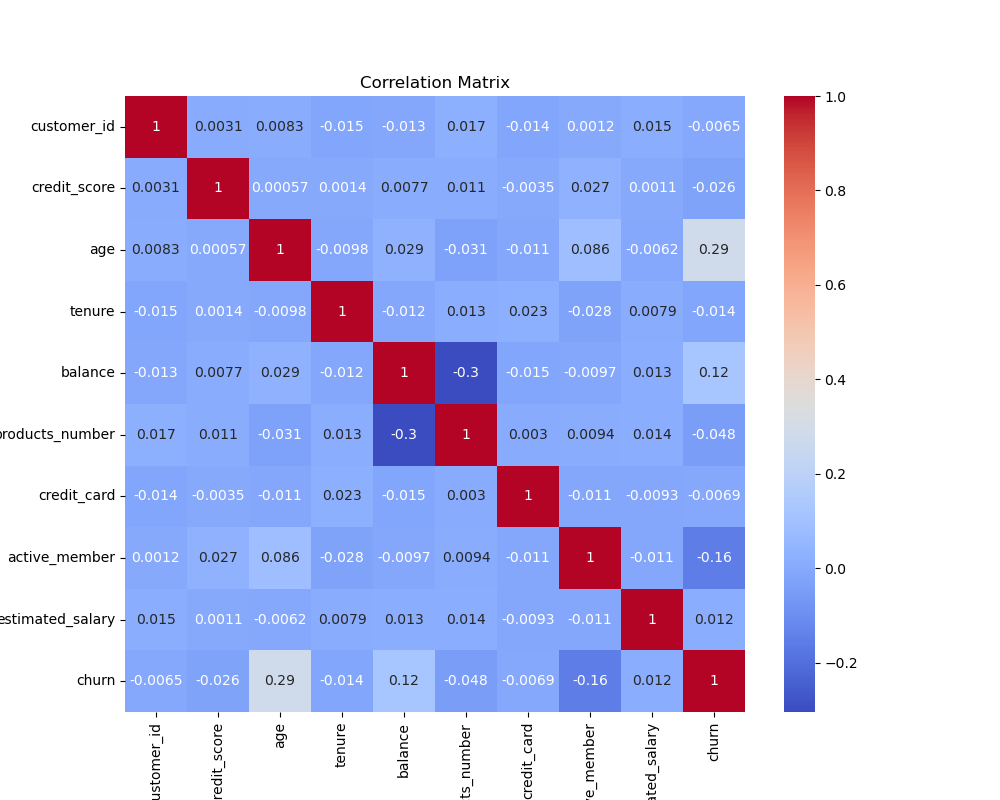 Correlation Matrix
customer_id 1 0.0031 0.0083 -0.015 -0.013 0.017 -0.014 0.0012 0.015 -0.0065
credit_score 0.0031 1 0.00057 0.0014 0.0077 0.011 -0.0035 0.027 0.0011 -0.026
age 0.0083 0.00057 1 -0.0098 0.029 -0.031 -0.011 0.086 -0.0062 0.29
tenure -0.015 0.0014 -0.0098 1 -0.012 0.013 0.023 -0.028 0.0079 -0.014
balance -0.013 0.0077 0.029 -0.012 1 -0.3 -0.015 -0.0097 0.013 0.12
products_number 0.017 0.011 -0.031 0.013 -0.3 1 0.003 0.0094 0.014 -0.048
credit_card -0.014 -0.0035 -0.011 0.023 -0.015 0.003 1 -0.011 -0.0093 -0.0069
active_member 0.0012 0.027 0.086 -0.028 -0.0097 0.0094 -0.011 1 -0.011 -0.16
estimated_salary 0.015 0.0011 -0.0062 0.0079 0.013 0.014 -0.0093 -0.011 1 0.012
churn -0.0065 -0.026 0.29 -0.014 0.12 -0.048 -0.0069 -0.16 0.012 1
ustomer_id
redit_score
age
tenure
balance
ts_number
credit_card
ve_member
ated_salary
churn
1.0
0.8
0.6
0.4
0.2
0.0
−0.2